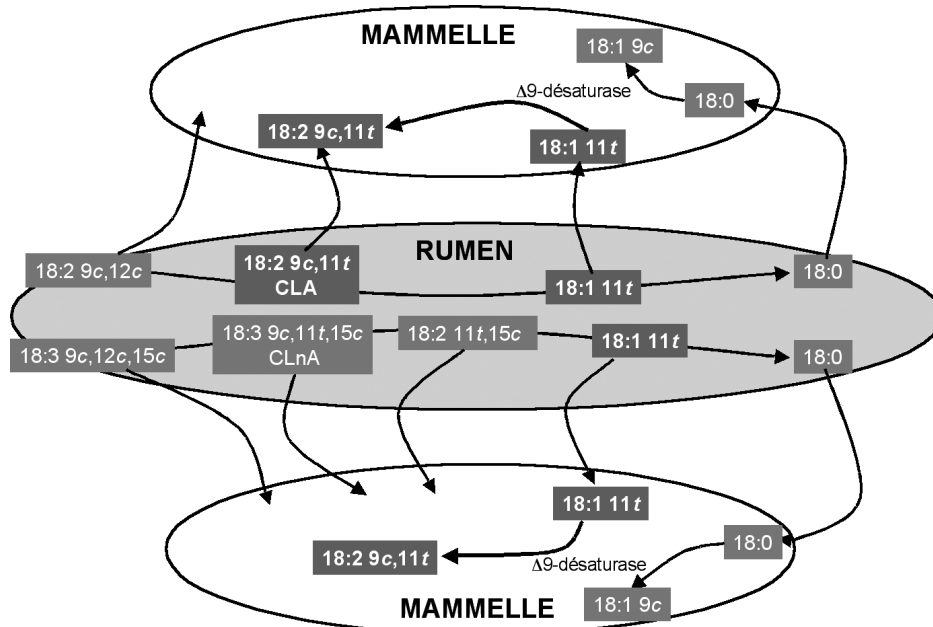 MAMMELLE
18:1 9c
Δ9-désaturase
18:0
18:2 9c,11t
18:1 11t
RUMEN
18:2 9c,12c
18:2 9c,11t
CLA
18:1 11t
18:0
18:3 9c,12c,15c
18:3 9c,11t,15c
CLnA
18:2 11t,15c
18:1 11t
18:0
18:1 11t
18:2 9c,11t
18:0
Δ9-désaturase
18:1 9c
MAMMELLE